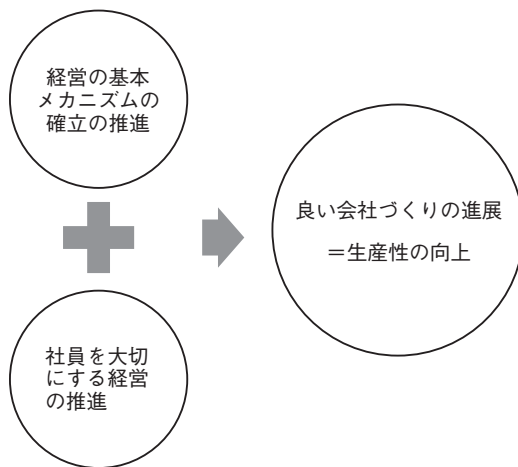 経営の基本
メカニズムの
確立の推進
社員を大切
にする経営
の推進
良い会社づくりの進展
＝生産性の向上